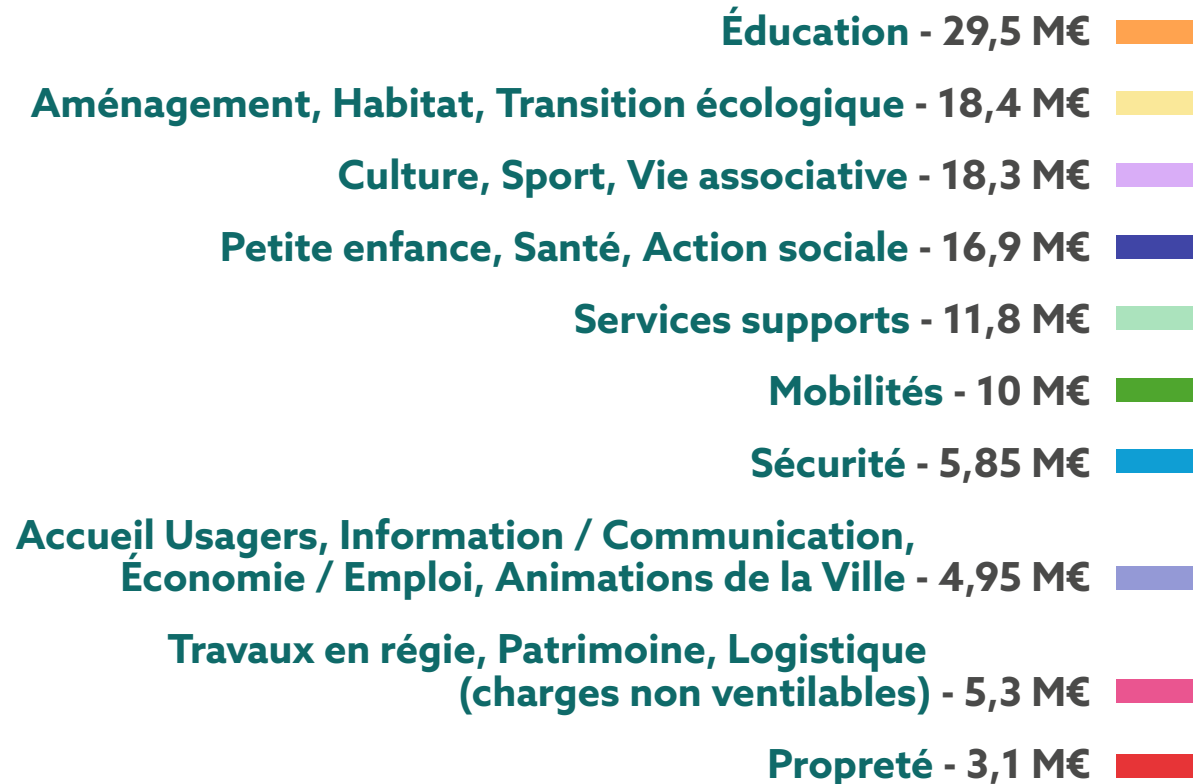 Éducation - 29,5 M€
Aménagement, Habitat, Transition écologique - 18,4 M€
Culture, Sport, Vie associative - 18,3 M€
Petite enfance, Santé, Action sociale - 16,9 M€
Services supports - 11,8 M€
Mobilités - 10 M€
Sécurité - 5,85 M€
Accueil Usagers, Information / Communication,
Économie / Emploi, Animations de la Ville - 4,95 M€
Travaux en régie, Patrimoine, Logistique
(charges non ventilables) - 5,3 M€
Propreté - 3,1 M€